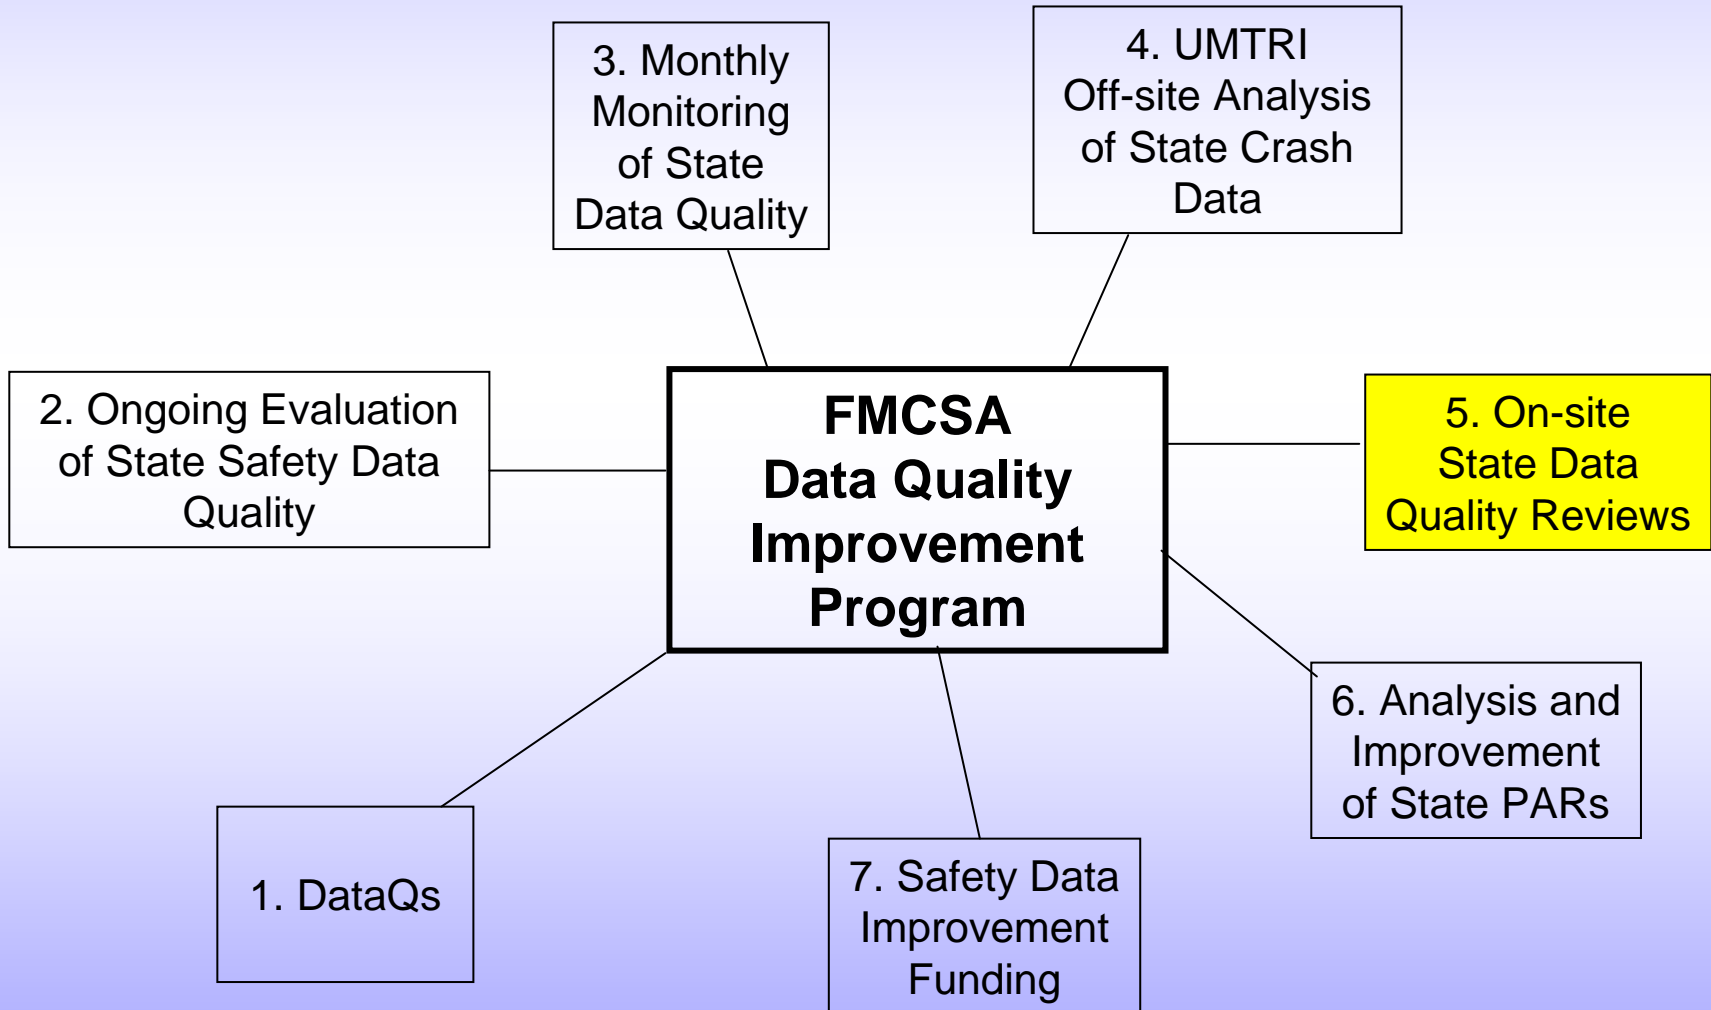 3. Monthly
Monitoring
of State
Data Quality
4. UMTRI
Off-site Analysis
of State Crash
Data
2. Ongoing Evaluation
of State Safety Data
Quality
FMCSA
Data Quality
Improvement
Program
5. On-site
State Data
Quality Reviews
6. Analysis and
Improvement
of State PARs
1. DataQs
7. Safety Data
Improvement
Funding